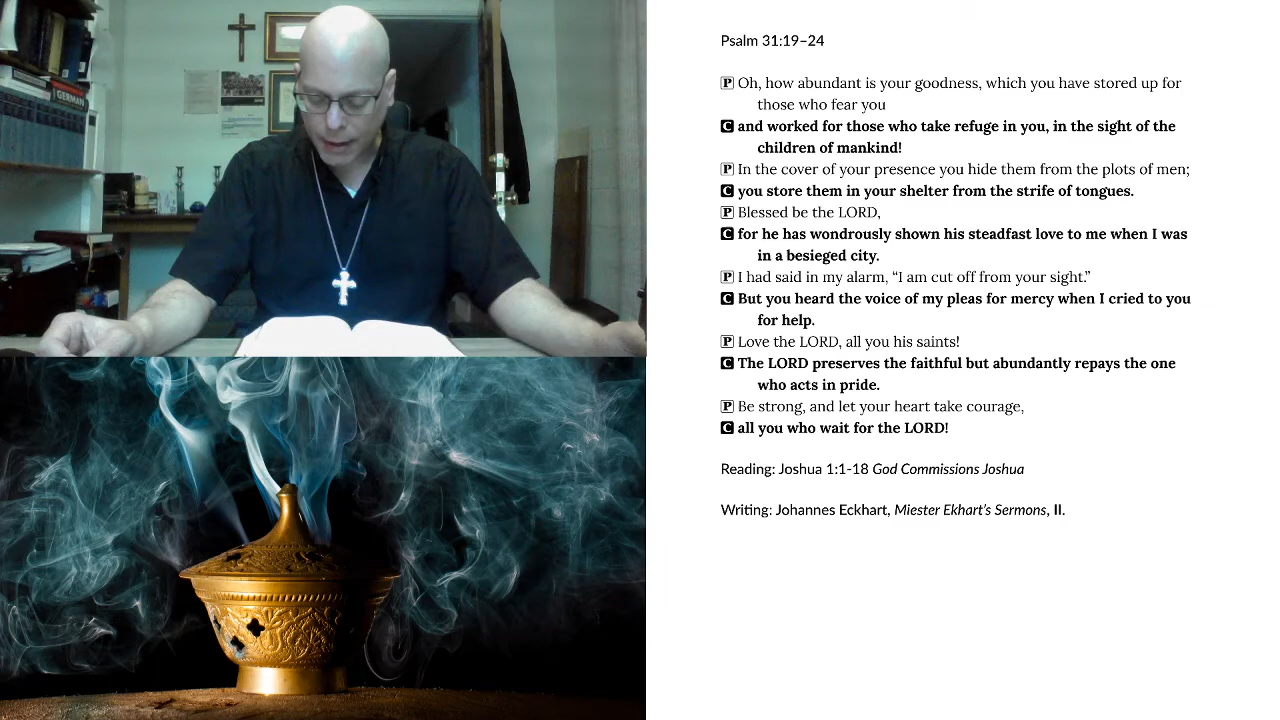 GERMAN
Psalm 31:19–24
P Oh, how abundant is your goodness, which you have stored up for
those who fear you
C and worked for those who take refuge in you, in the sight of the
children of mankind!
P In the cover of your presence you hide them from the plots of men;
C you store them in your shelter from the strife of tongues.
P Blessed be the LORD,
C for he has wondrously shown his steadfast love to me when I was
in a besieged city.
P I had said in my alarm, “I am cut off from your sight.”
C But you heard the voice of my pleas for mercy when I cried to you
for help.
P Love the LORD, all you his saints!
C The LORD preserves the faithful but abundantly repays the one
who acts in pride.
P Be strong, and let your heart take courage,
C all you who wait for the LORD!
Reading: Joshua 1:1-18 God Commissions Joshua
Writing: Johannes Eckhart, Miester Ekhart’s Sermons, II.